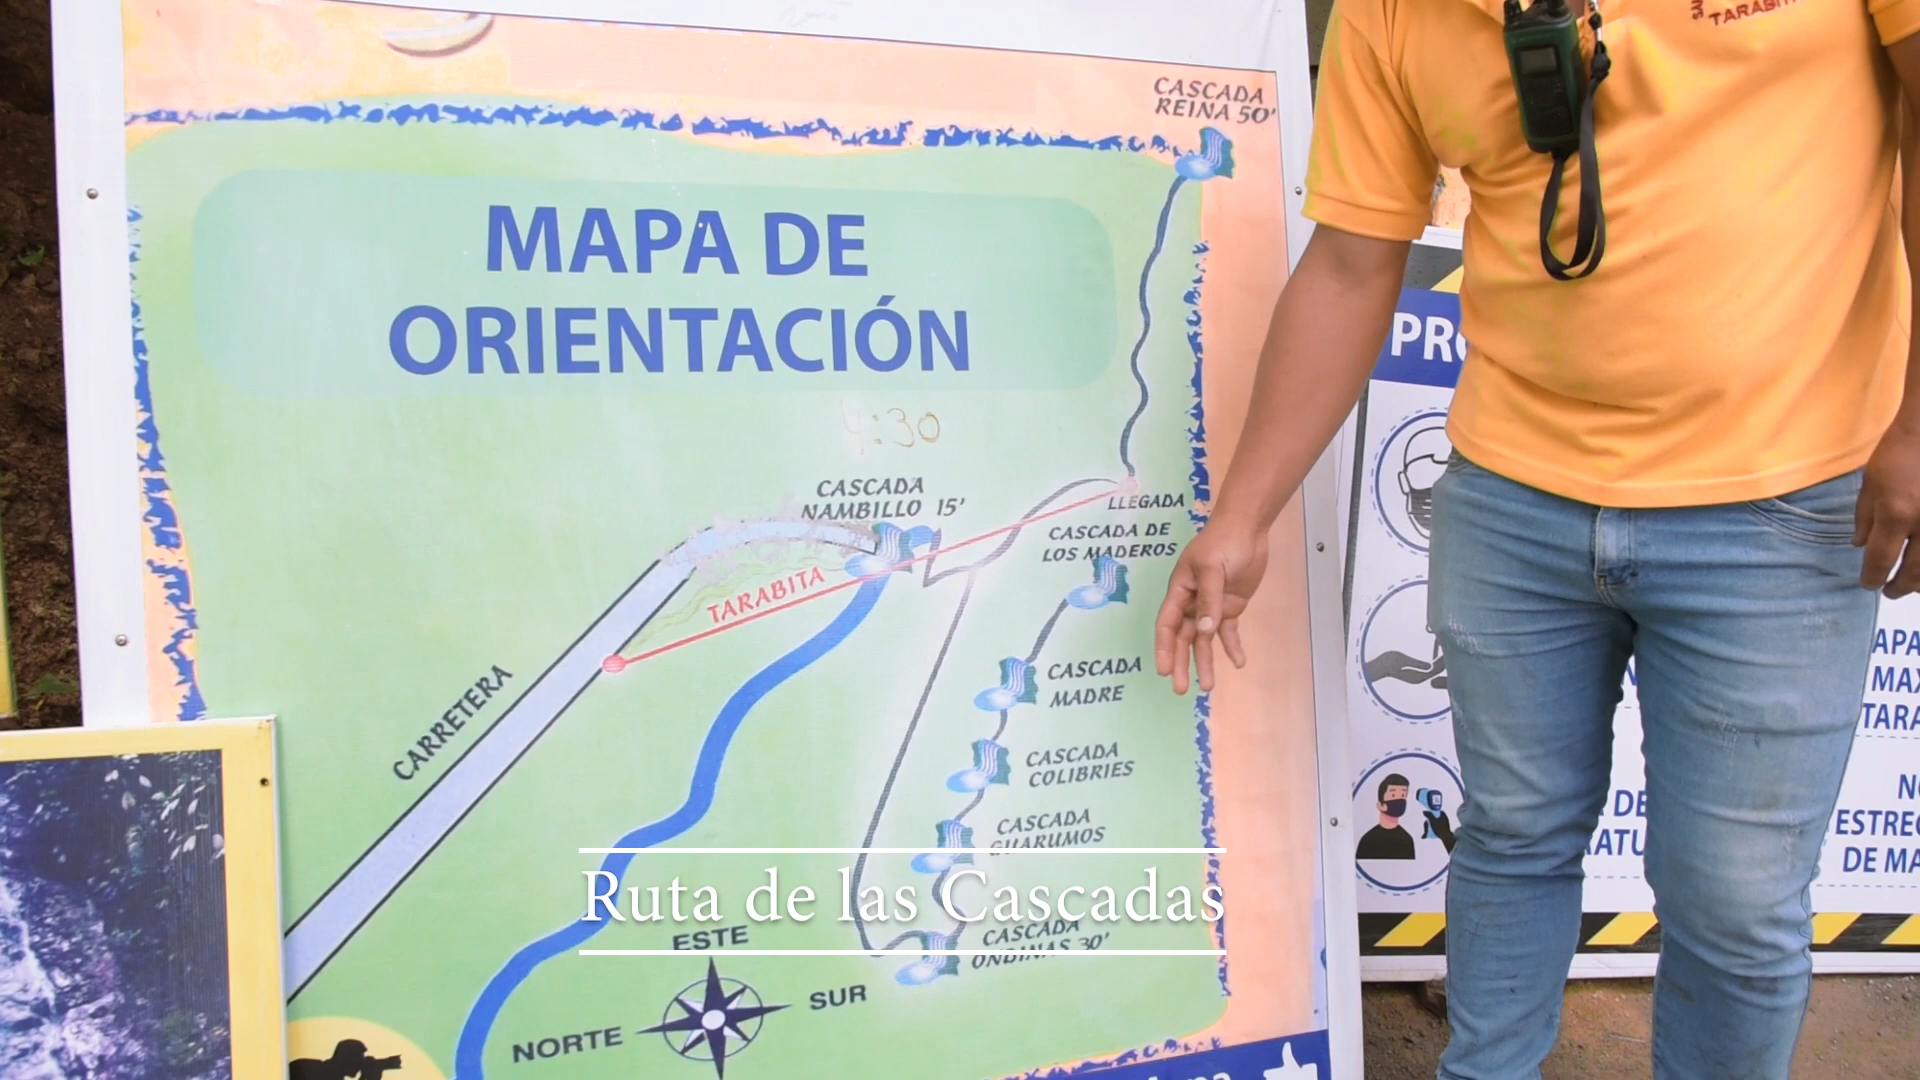 TARABITA
CASCADA
REINA 50'
MAPA DE
ORIENTACIÓN
4:30
CASCADA
NAMBILLO 15'
LLEGADA
CASCADA DE
LOS MADEROS
TARABITA
CARRETERA
CASCADA
MADRE
CASCADA
COLIBRIES
CASCADA
GUARUMOS
Ruta de las Cascadas
CASCADA
ONDINAS 30'
ESTE
SUR
NORTE